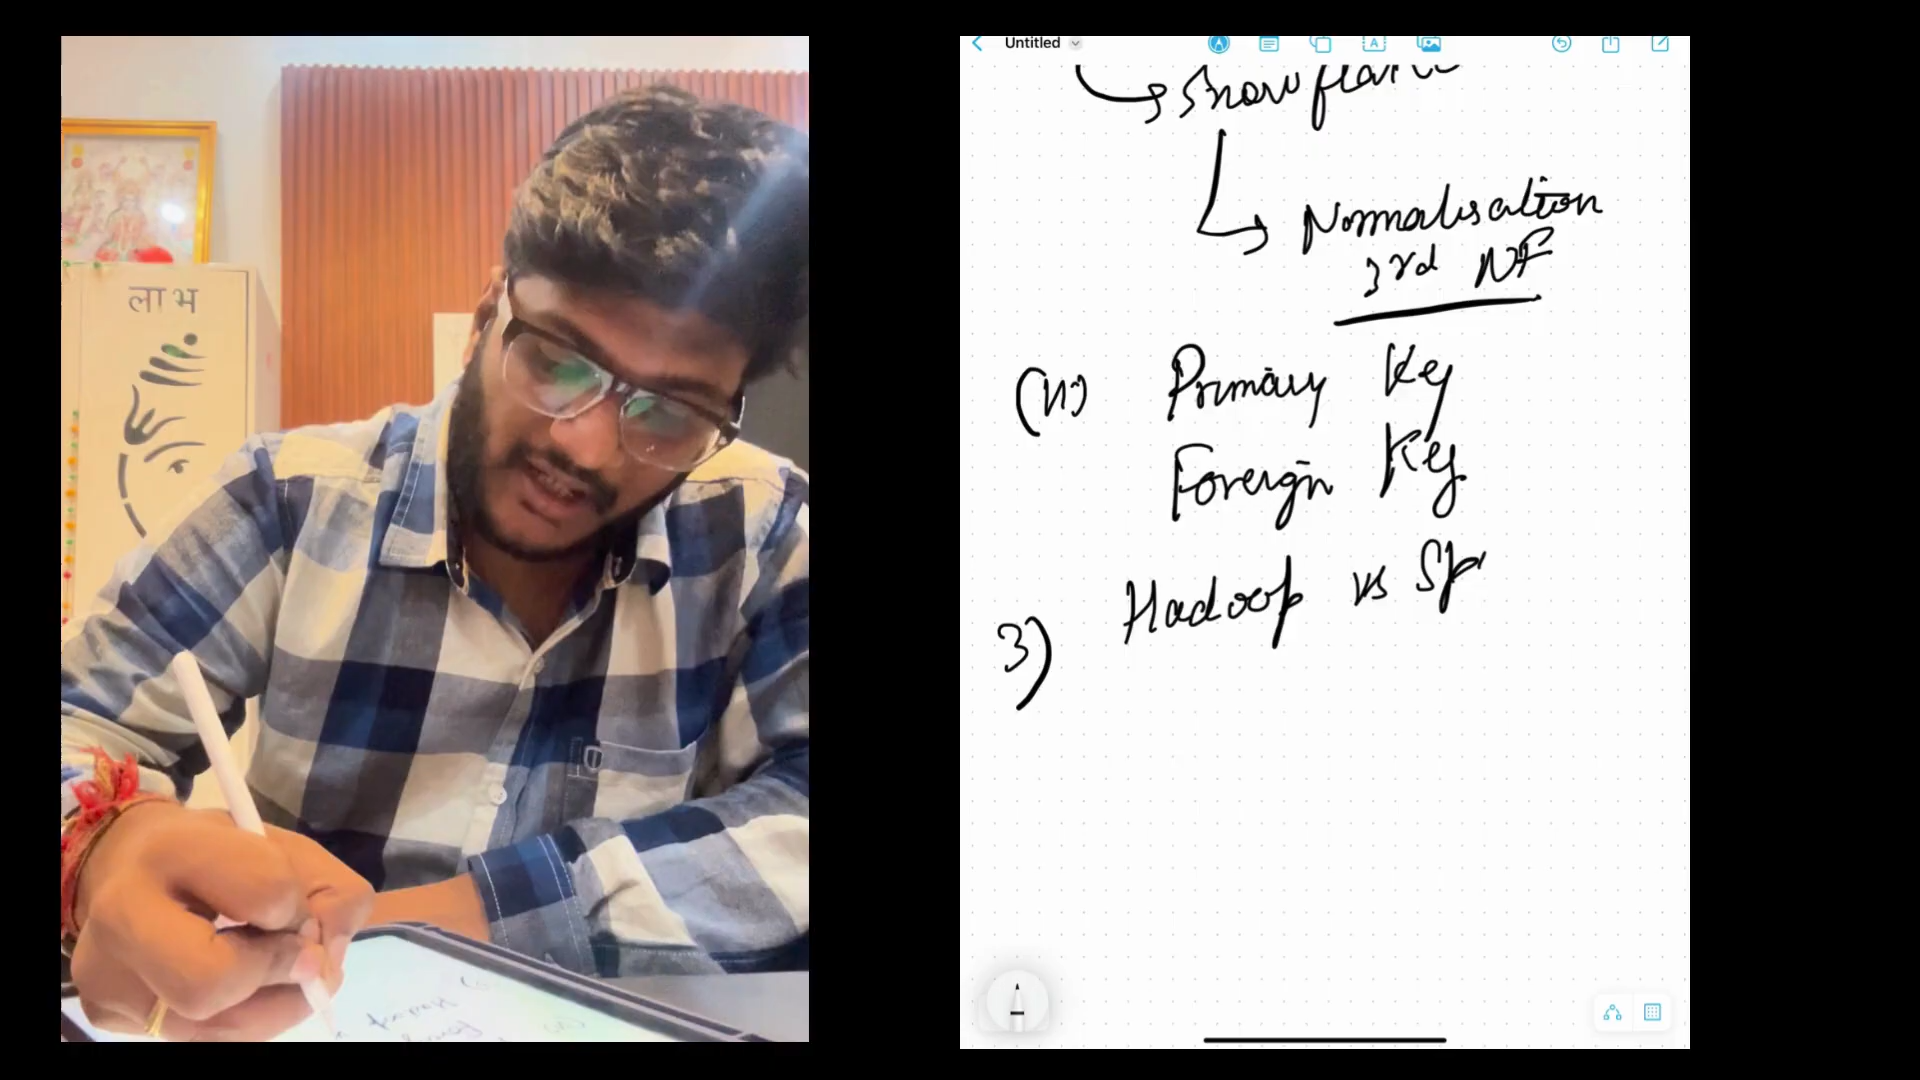 लाभ
Untitled
Snowflake
Normalisation
3rd NF
(ii) Primary Key
Foreign Key
3) Hadoop vs Sp